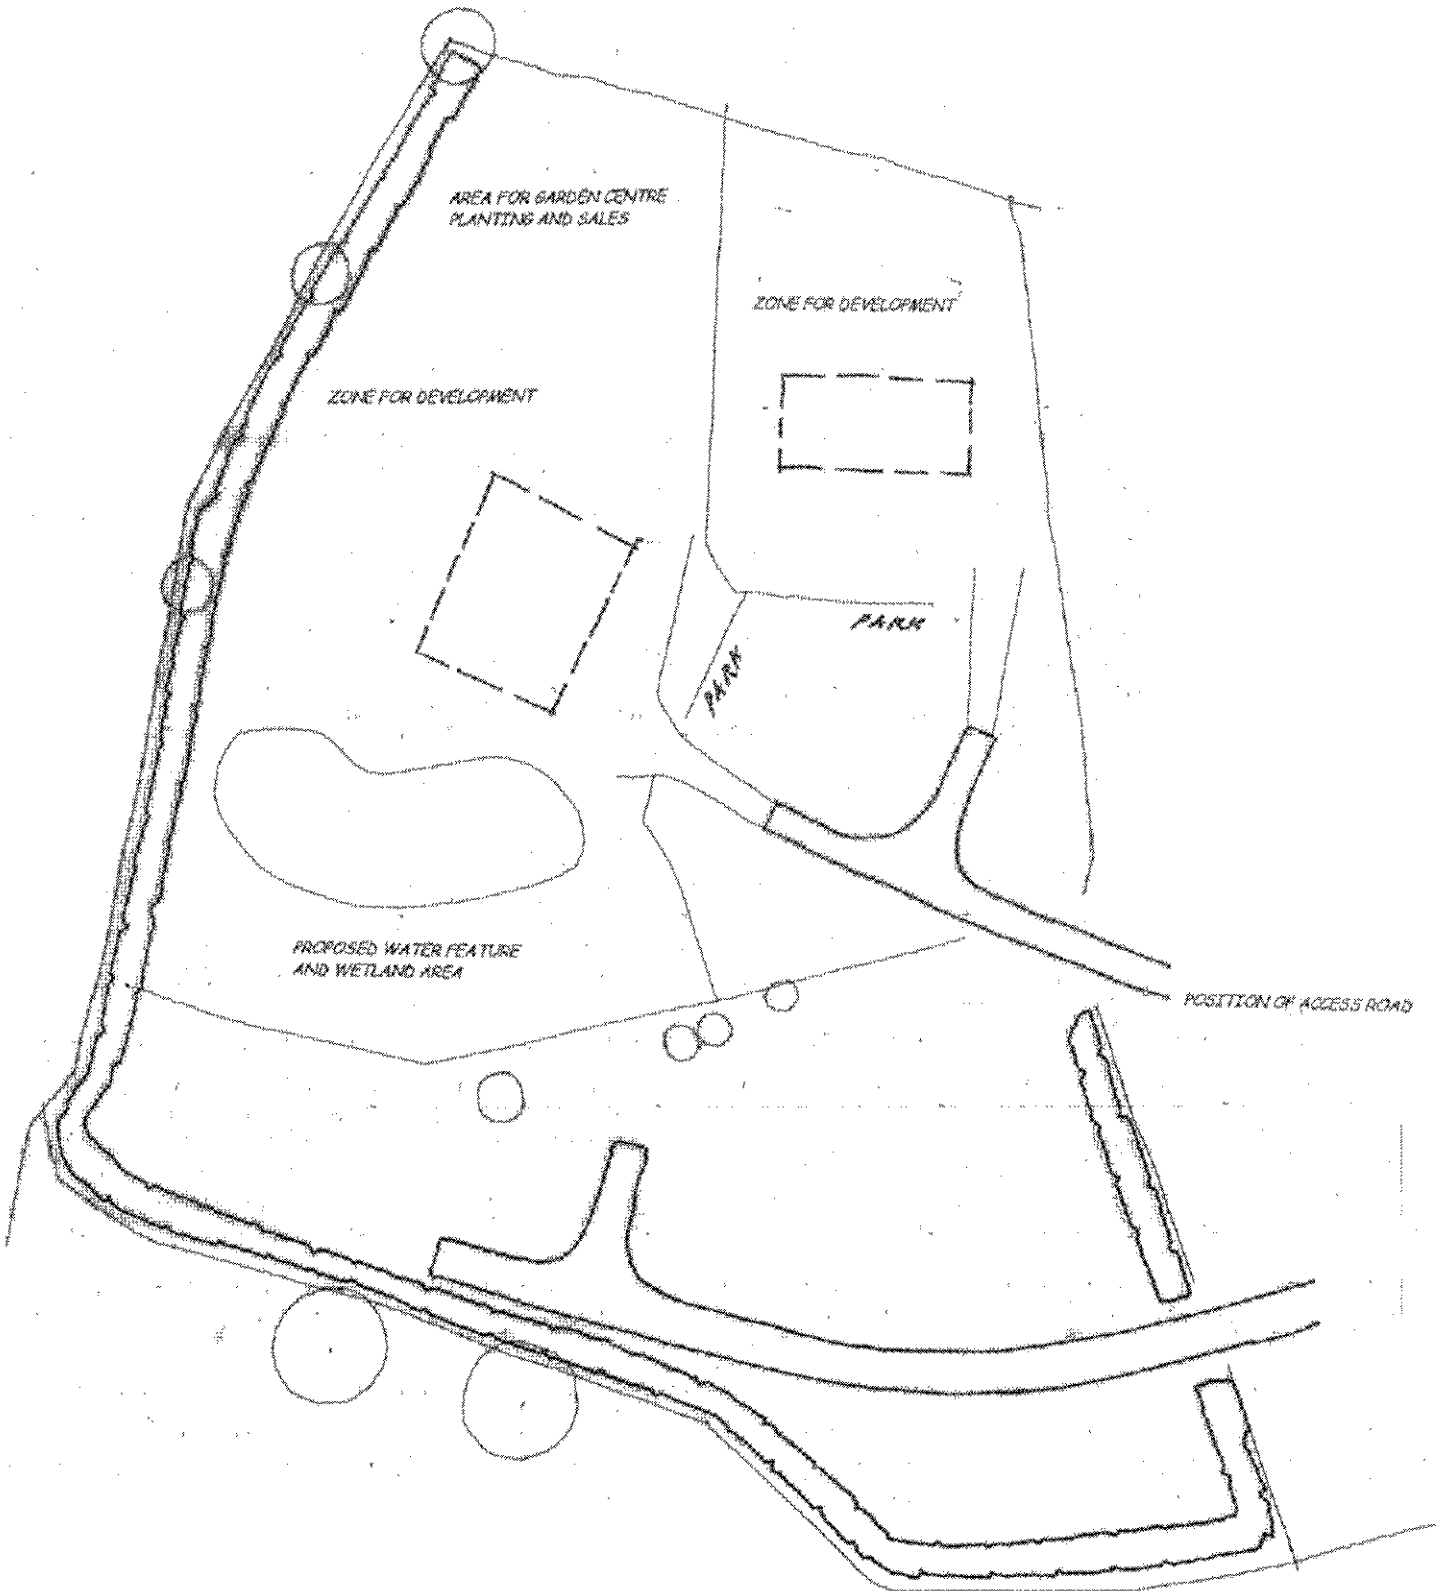 AREA FOR GARDEN CENTRE
PLANTING AND SALES
ZONE FOR DEVELOPMENT
ZONE FOR DEVELOPMENT
PARK
PARK
PROPOSED WATER FEATURE
AND WETLAND AREA
POSITION OF ACCESS ROAD